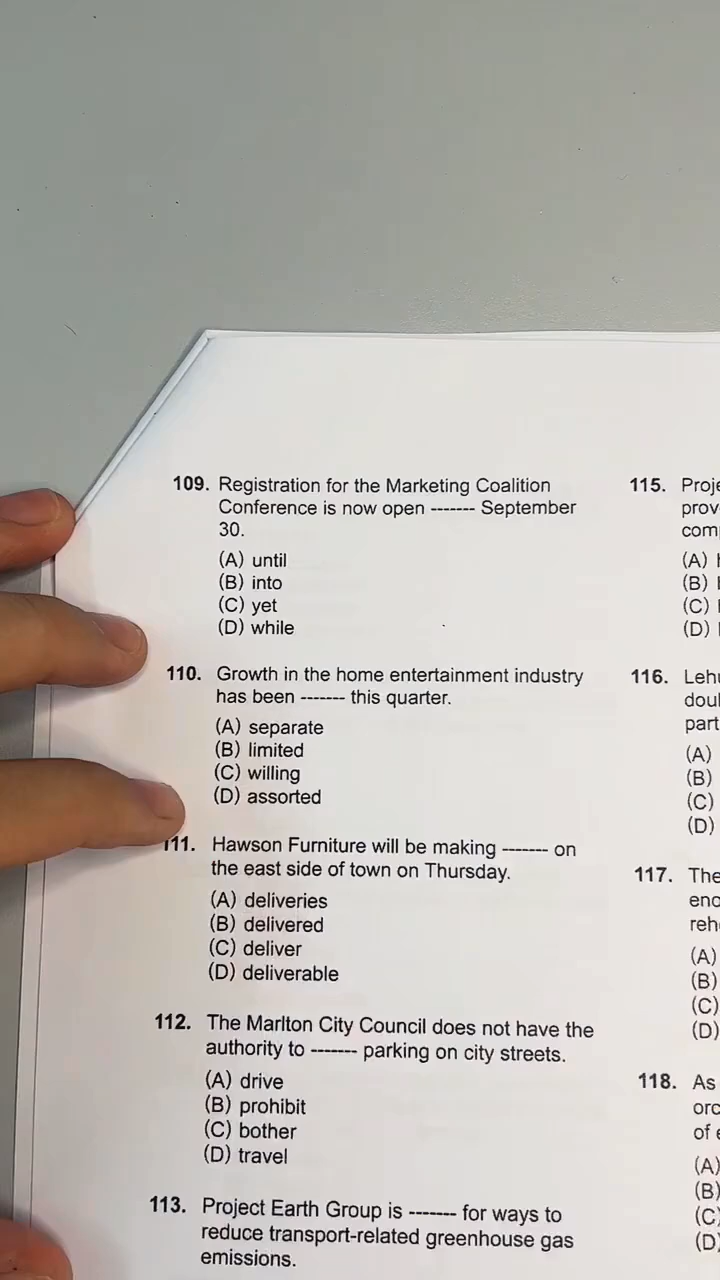 109. Registration for the Marketing Coalition
Conference is now open ------- September
30.
(A) until
(B) into
(C) yet
(D) while
110. Growth in the home entertainment industry
has been ------- this quarter.
(A) separate
(B) limited
(C) willing
(D) assorted
111. Hawson Furniture will be making ------- on
the east side of town on Thursday.
(A) deliveries
(B) delivered
(C) deliver
(D) deliverable
112. The Marlton City Council does not have the
authority to ------- parking on city streets.
(A) drive
(B) prohibit
(C) bother
(D) travel
113. Project Earth Group is ------- for ways to
reduce transport-related greenhouse gas
emissions.
115.
(A)
(B)
(C)
(D)
116.
(A)
(B)
(C)
(D)
117. The
(A)
(B)
(C)
(D)
118. As
of
(A)
(B)
(C)
(D)